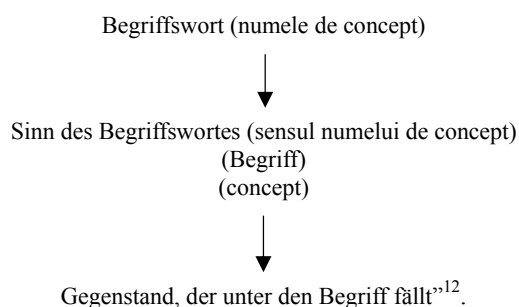 Begriffswort (numele de concept)
Sinn des Begriffswortes (sensul numelui de concept)
(Begriff)
(concept)
Gegenstand, der unter den Begriff fällt”¹².